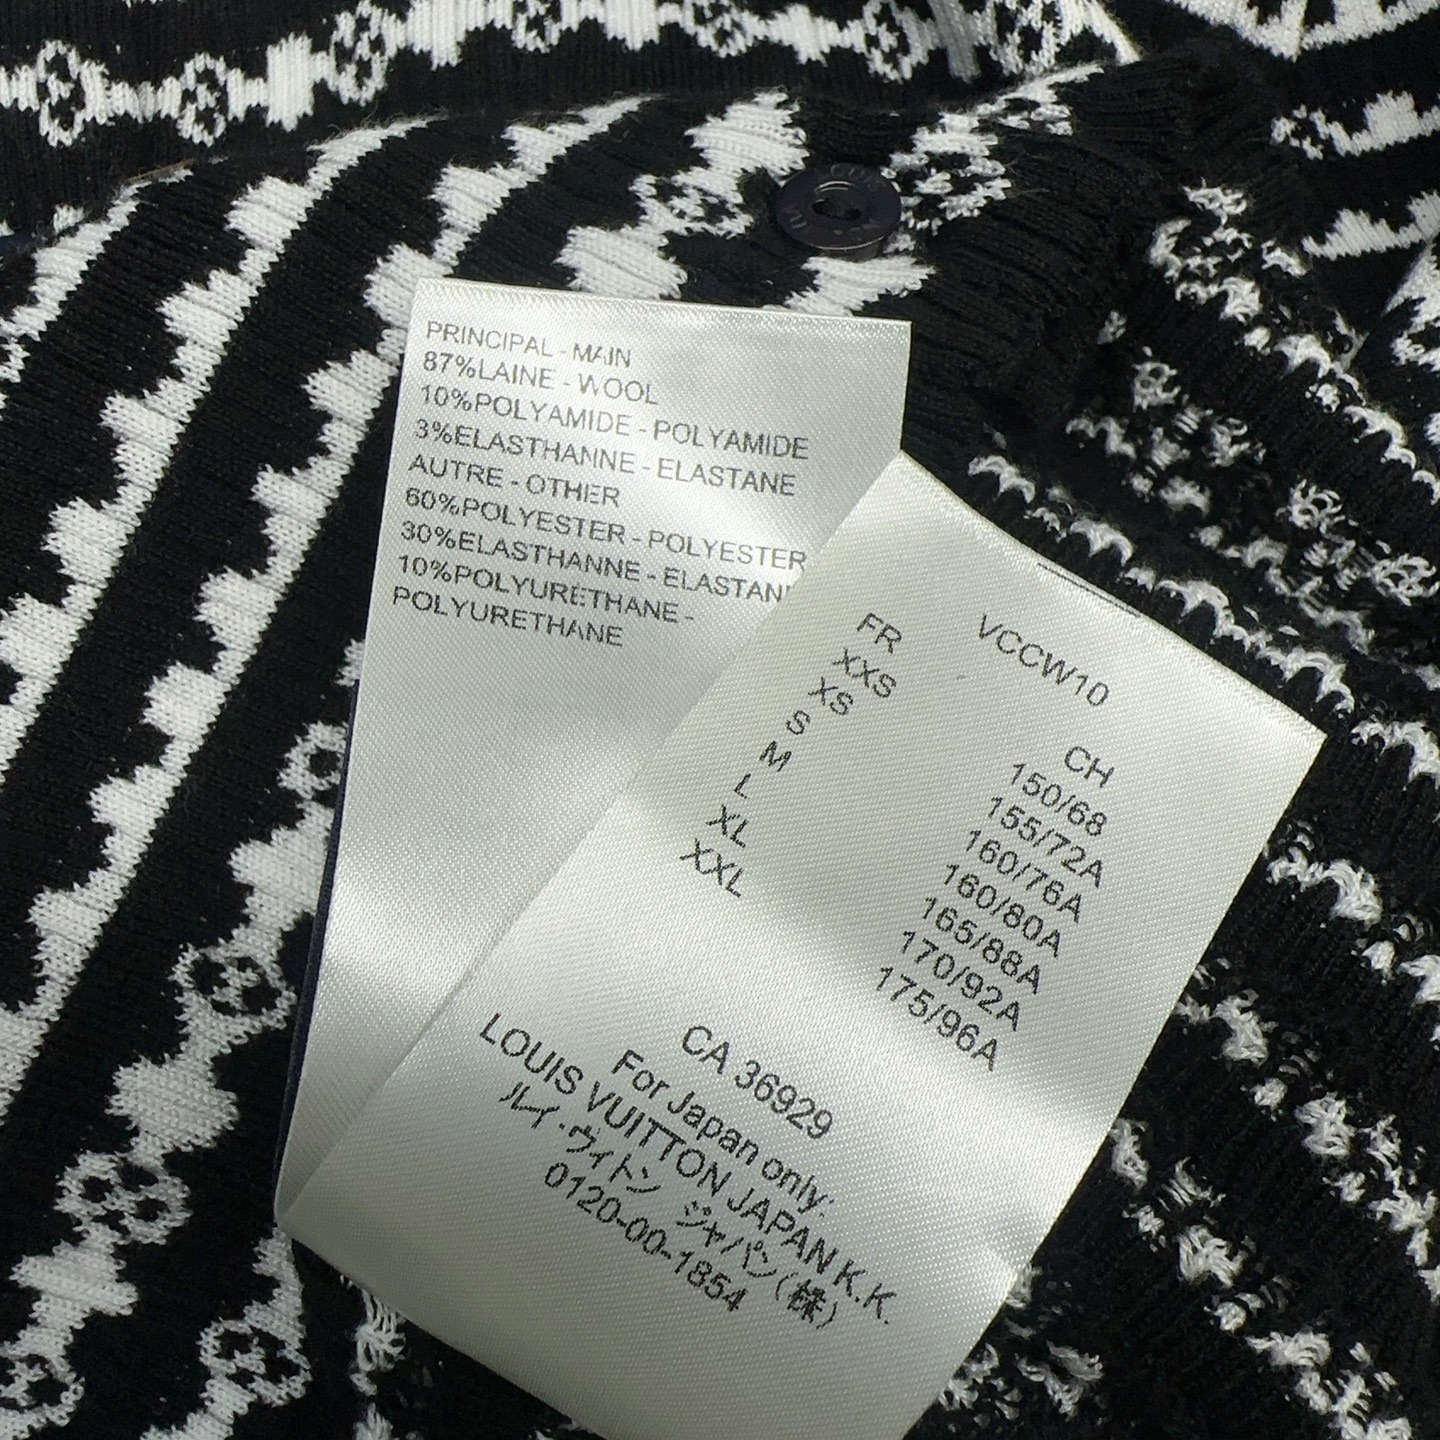 PRINCIPAL - MAIN
87%LAINE - WOOL
10%POLYAMIDE - POLYAMIDE
3%ELASTHANNE - ELASTANE
AUTRE - OTHER
60%POLYESTER - POLYESTER
30%ELASTHANNE - ELASTAN
10%POLYURETHANE -
POLYURETHANE
VCCW10
FR CH
XXS 150/68
XS 155/72A
S 160/76A
M 160/80A
L 165/88A
XL 170/92A
XXL 175/96A
CA 36929
For Japan only:
LOUIS VUITTON JAPAN K.K.
ルイ・ヴィトン ジャパン(株)
0120-00-1854